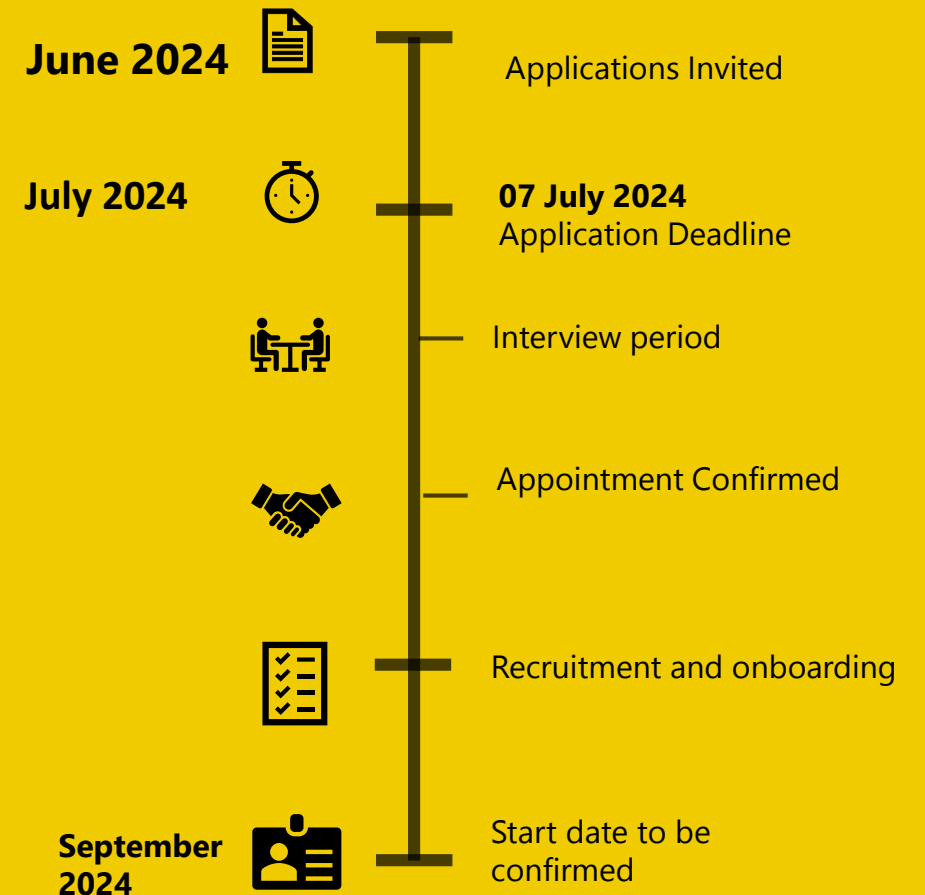 June 2024
Applications Invited
July 2024
07 July 2024
Application Deadline
Interview period
Appointment Confirmed
Recruitment and onboarding
September
2024
Start date to be
confirmed